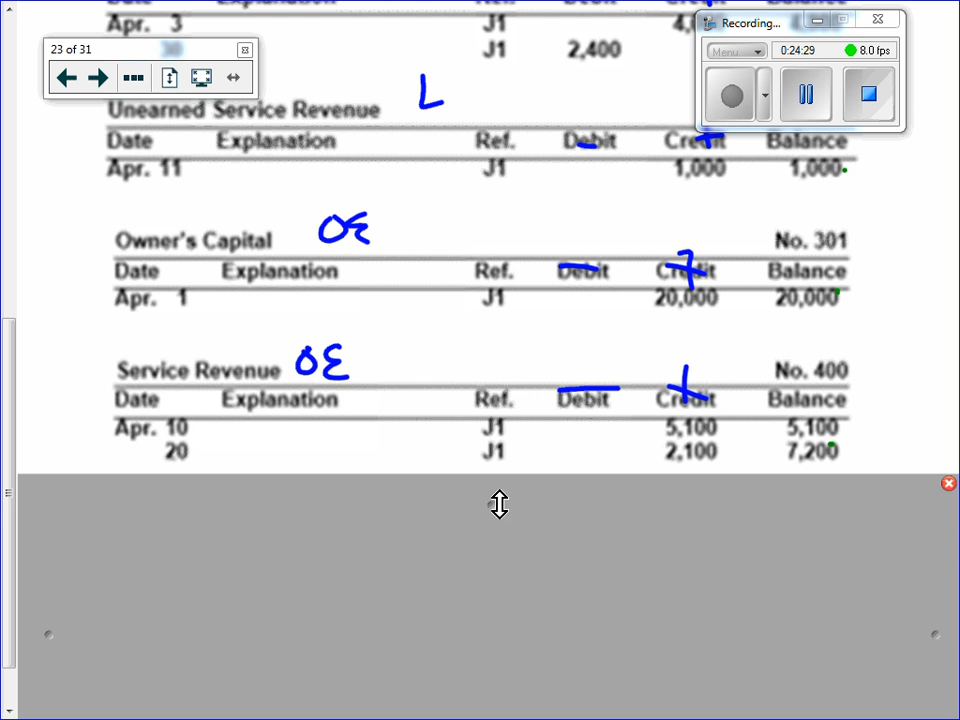 Apr. 3 J1
Recording...
23 of 31
J1 2,400
Menu 0:24:29 8.0 fps
Unearned Service Revenue L
Date Explanation Ref. Debit - Credit + Balance
Apr. 11 J1 1,000 1,000
Owner's Capital OE No. 301
Date Explanation Ref. Debit - Credit + Balance
Apr. 1 J1 20,000 20,000
Service Revenue OE No. 400
Date Explanation Ref. Debit - Credit + Balance
Apr. 10 J1 5,100 5,100
20 J1 2,100 7,200